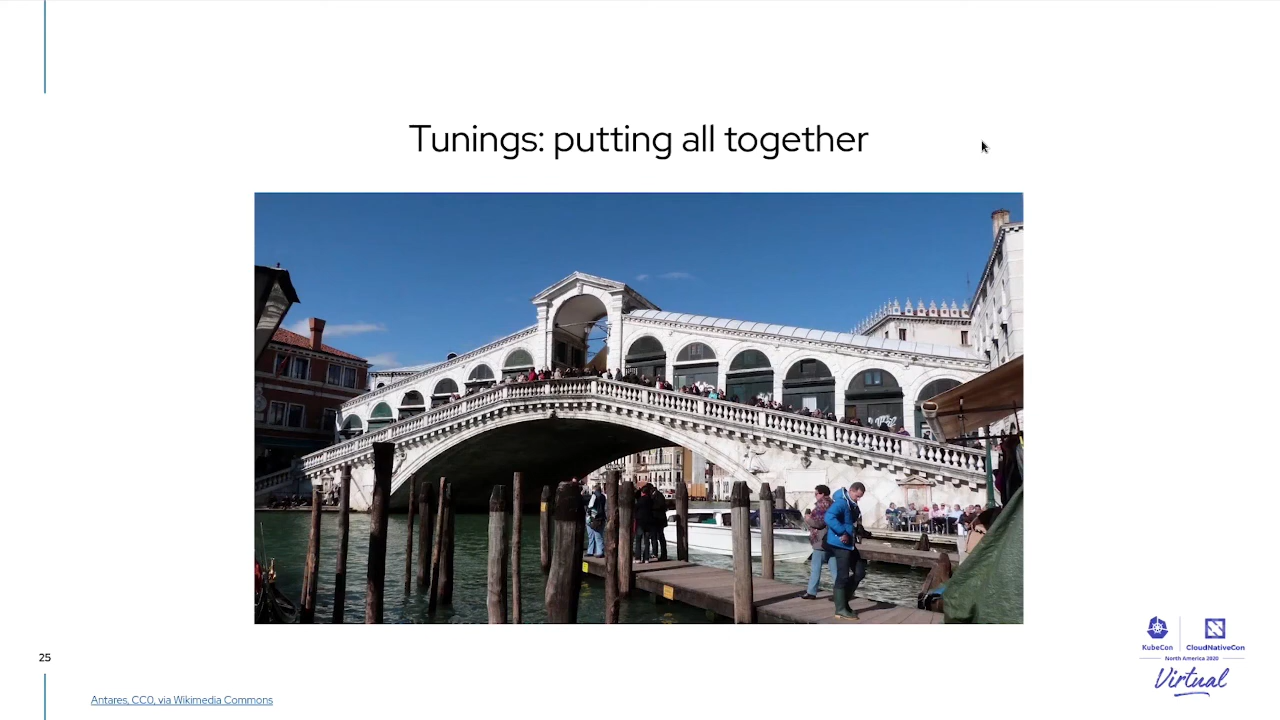 Tunings: putting all together
25
Antares, CC0, via Wikimedia Commons
KubeCon
CloudNativeCon
North America 2020
Virtual